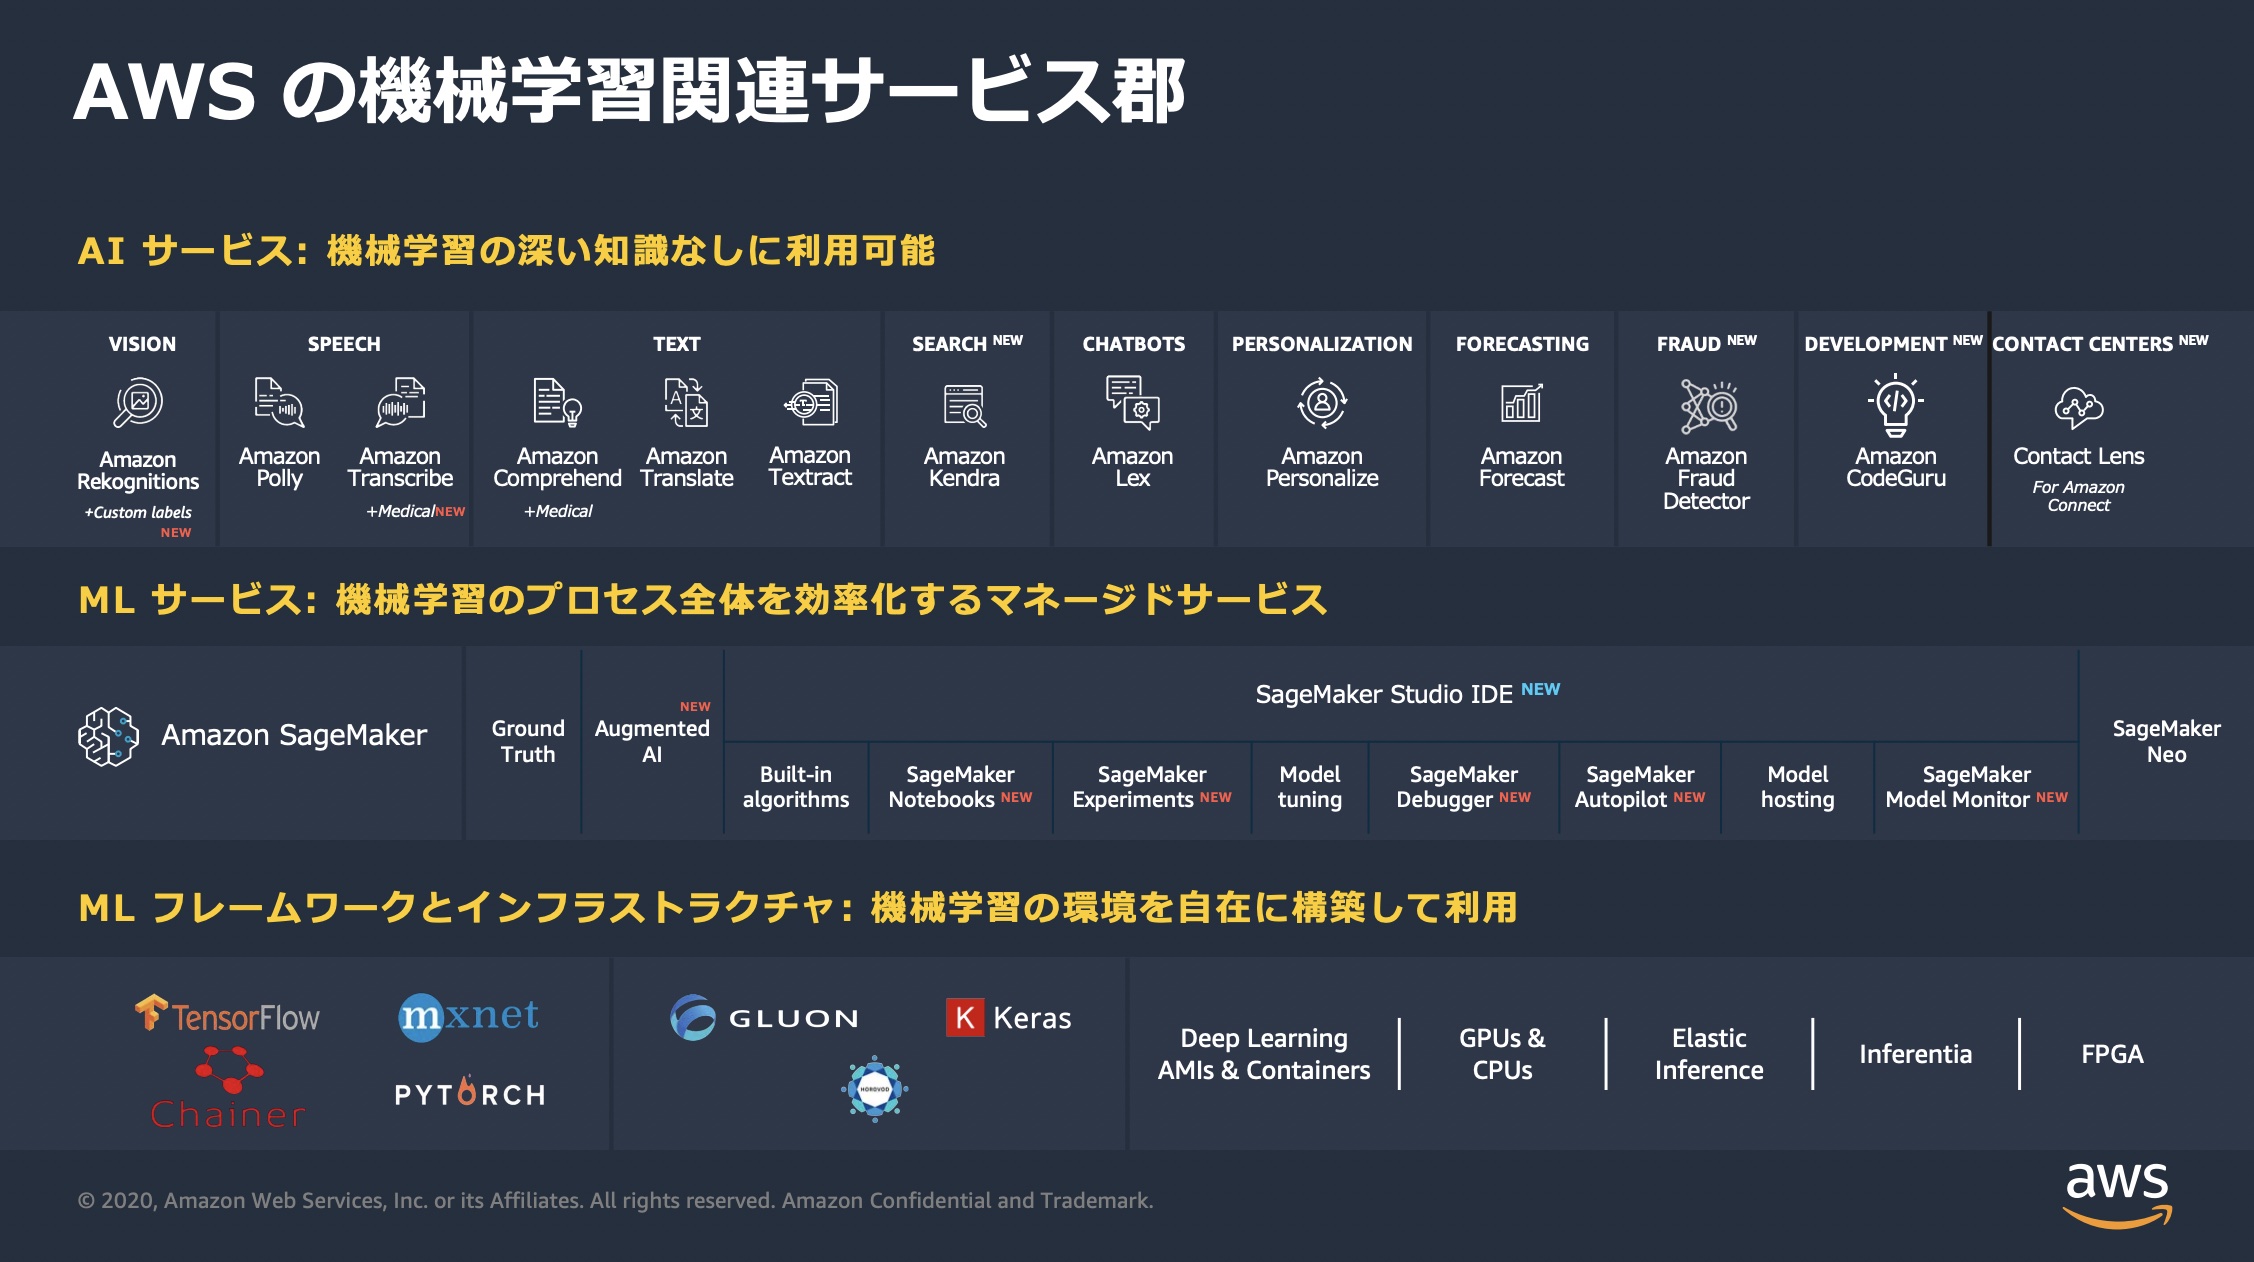 AWS の機械学習関連サービス郡
AI サービス: 機械学習の深い知識なしに利用可能
VISION
Amazon
Rekognitions
+Custom labels
NEW
SPEECH
Amazon
Polly
Amazon
Transcribe
+MedicalNEW
TEXT
Amazon
Comprehend
+Medical
Amazon
Translate
Amazon
Textract
SEARCH NEW
Amazon
Kendra
CHATBOTS
Amazon
Lex
PERSONALIZATION
Amazon
Personalize
FORECASTING
Amazon
Forecast
FRAUD NEW
Amazon
Fraud
Detector
DEVELOPMENT NEW
Amazon
CodeGuru
CONTACT CENTERS NEW
Contact Lens
For Amazon
Connect
ML サービス: 機械学習のプロセス全体を効率化するマネージドサービス
Amazon SageMaker
Ground
Truth
NEW
Augmented
AI
SageMaker Studio IDE NEW
Built-in
algorithms
SageMaker
Notebooks NEW
SageMaker
Experiments NEW
Model
tuning
SageMaker
Debugger NEW
SageMaker
Autopilot NEW
Model
hosting
SageMaker
Model Monitor NEW
SageMaker
Neo
ML フレームワークとインフラストラクチャ: 機械学習の環境を自在に構築して利用
TensorFlow
mxnet
Chainer
PYTORCH
GLUON
K Keras
HOROVOD
Deep Learning
AMIs & Containers
GPUs &
CPUs
Elastic
Inference
Inferentia
FPGA
© 2020, Amazon Web Services, Inc. or its Affiliates. All rights reserved. Amazon Confidential and Trademark.
aws